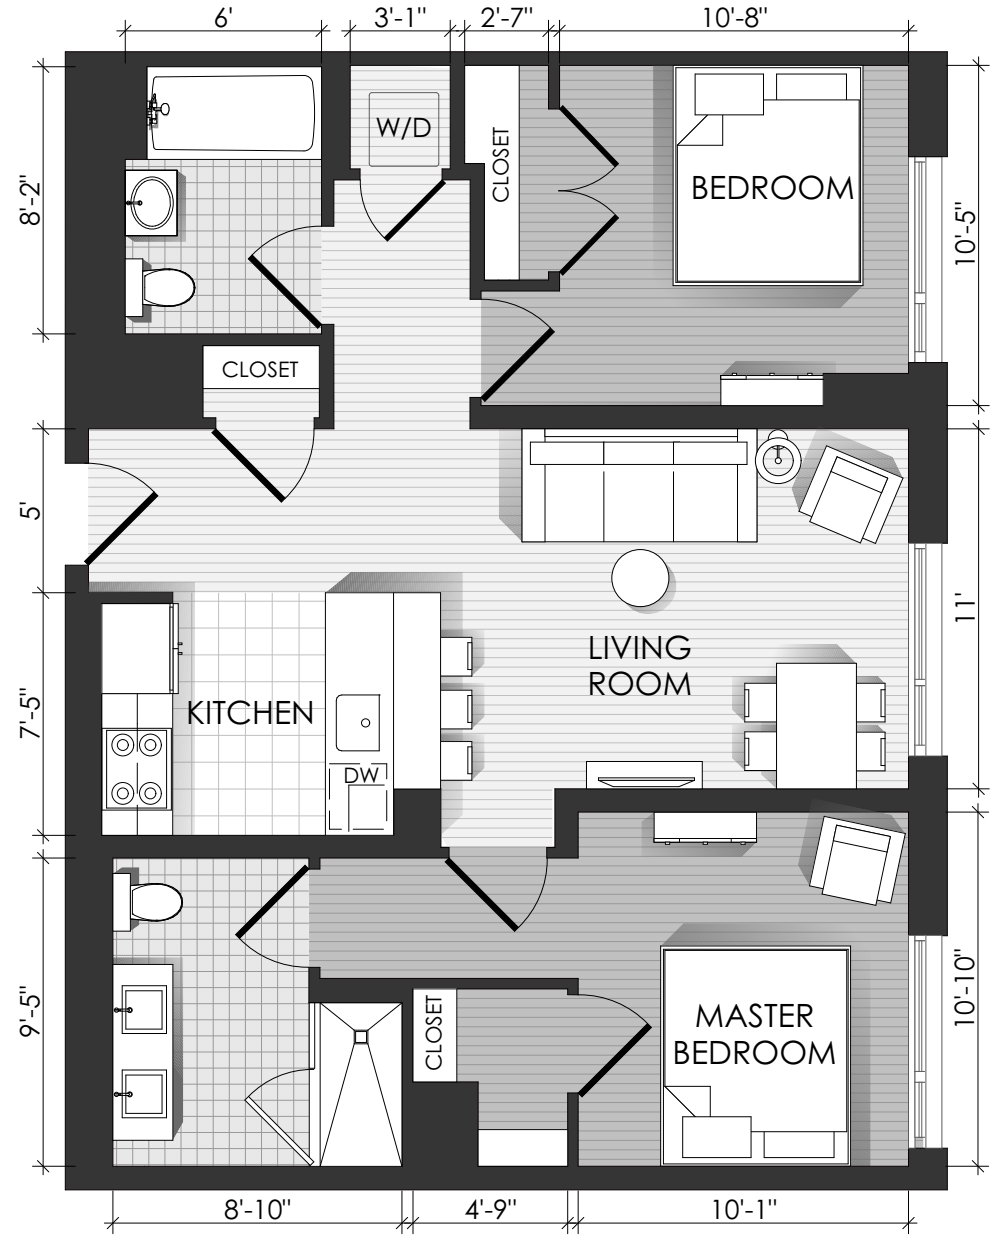 6'
3'-1"
2'-7"
10'-8"
W/D
CLOSET
BEDROOM
8'-2"
10'-5"
CLOSET
5'
11'
LIVING
ROOM
KITCHEN
7'-5"
DW
9'-5"
10'-10"
CLOSET
MASTER
BEDROOM
8'-10"
4'-9"
10'-1"